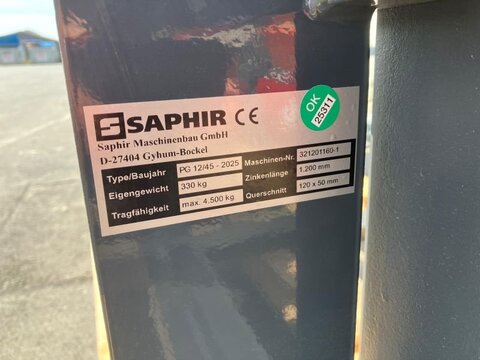 SAPHIR CE
Saphir Maschinenbau GmbH
D-27404 Gyhum-Bockel
Type/Baujahr PG 12/45 - 2025 Maschinen-Nr. 321201160-1
Eigengewicht 330 kg Zinkenlänge 1.200 mm
Tragfähigkeit max. 4.500 kg Querschnitt 120 x 50 mm
OK
25311